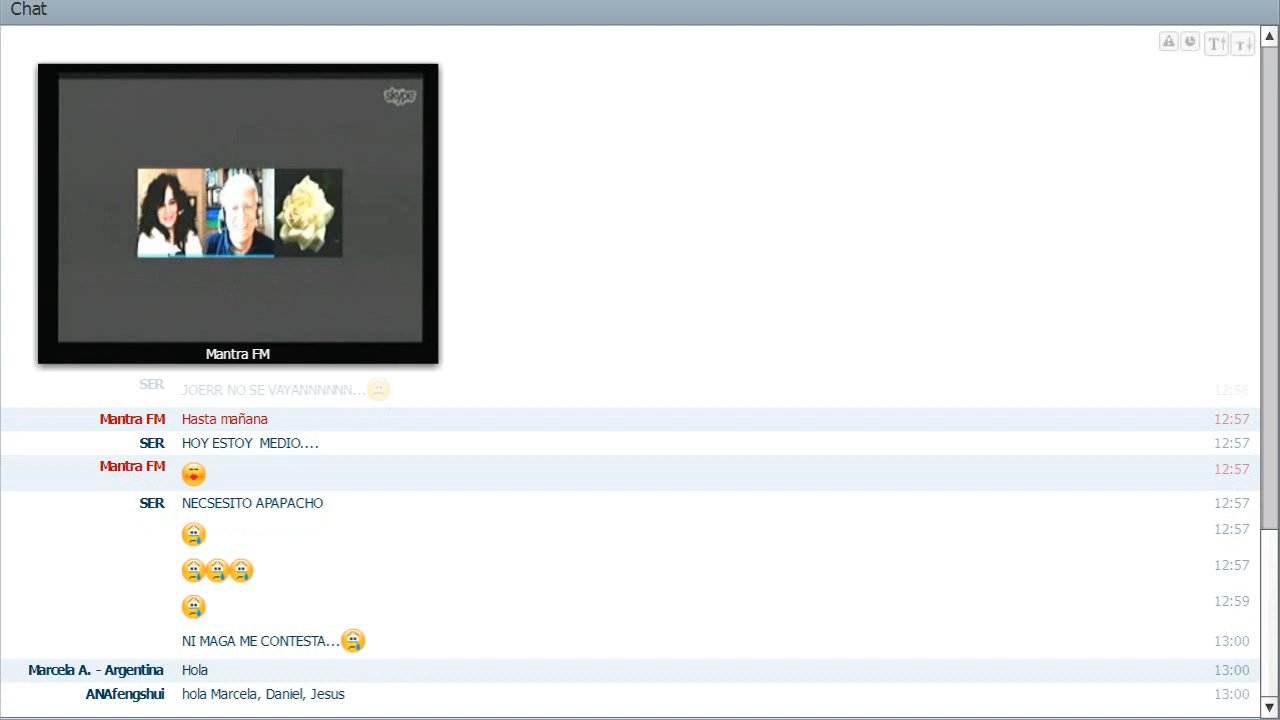 Chat
skype
Mantra FM
SER JOERR NO SE VAYANNNNNN... 12:56
Mantra FM Hasta mañana 12:57
SER HOY ESTOY MEDIO.... 12:57
Mantra FM 12:57
SER NECSESITO APAPACHO 12:57
12:57
12:57
12:59
NI MAGA ME CONTESTA... 13:00
Marcela A. - Argentina Hola 13:00
ANAfengshui hola Marcela, Daniel, Jesus 13:00